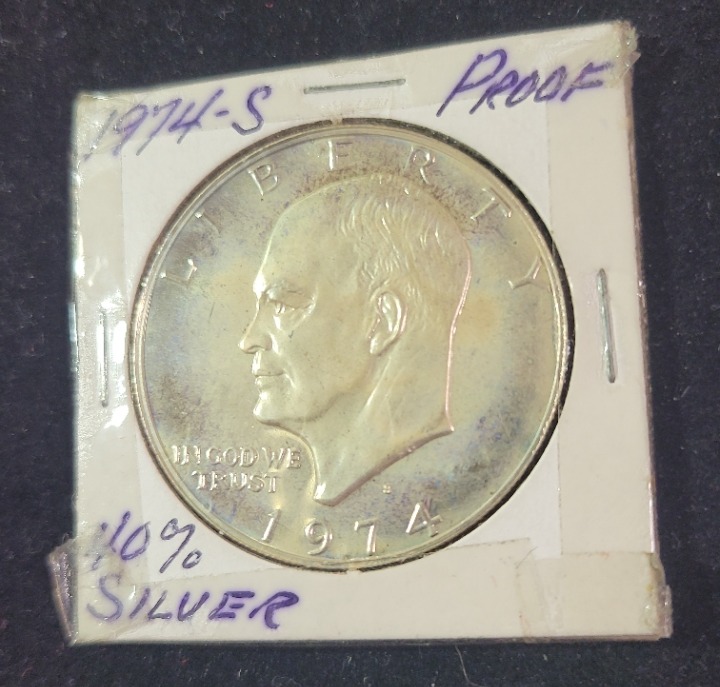 1974-S PROOF
LIBERTY
IN GOD WE
TRUST
S
1974
40%
SILVER